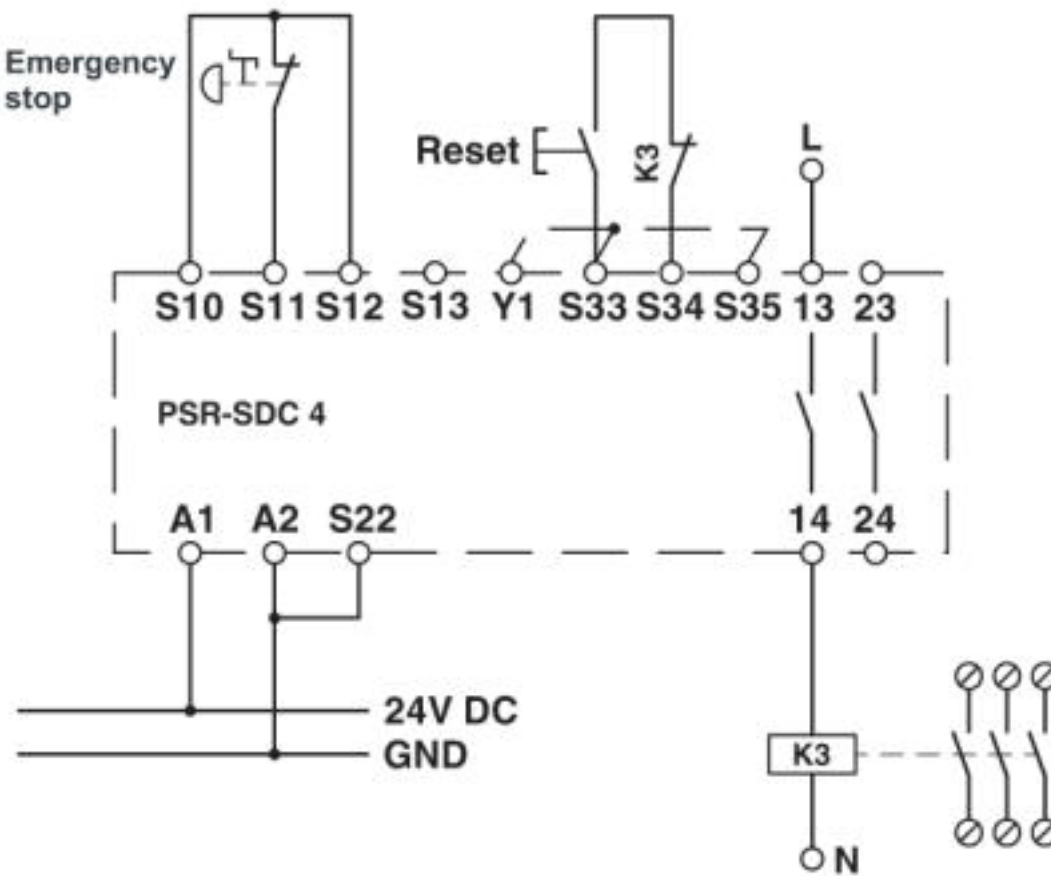 Emergency
stop
Reset
K3
L
S10 S11 S12 S13 Y1 S33 S34 S35 13 23
PSR-SDC 4
A1 A2 S22 14 24
24V DC
GND
K3
N